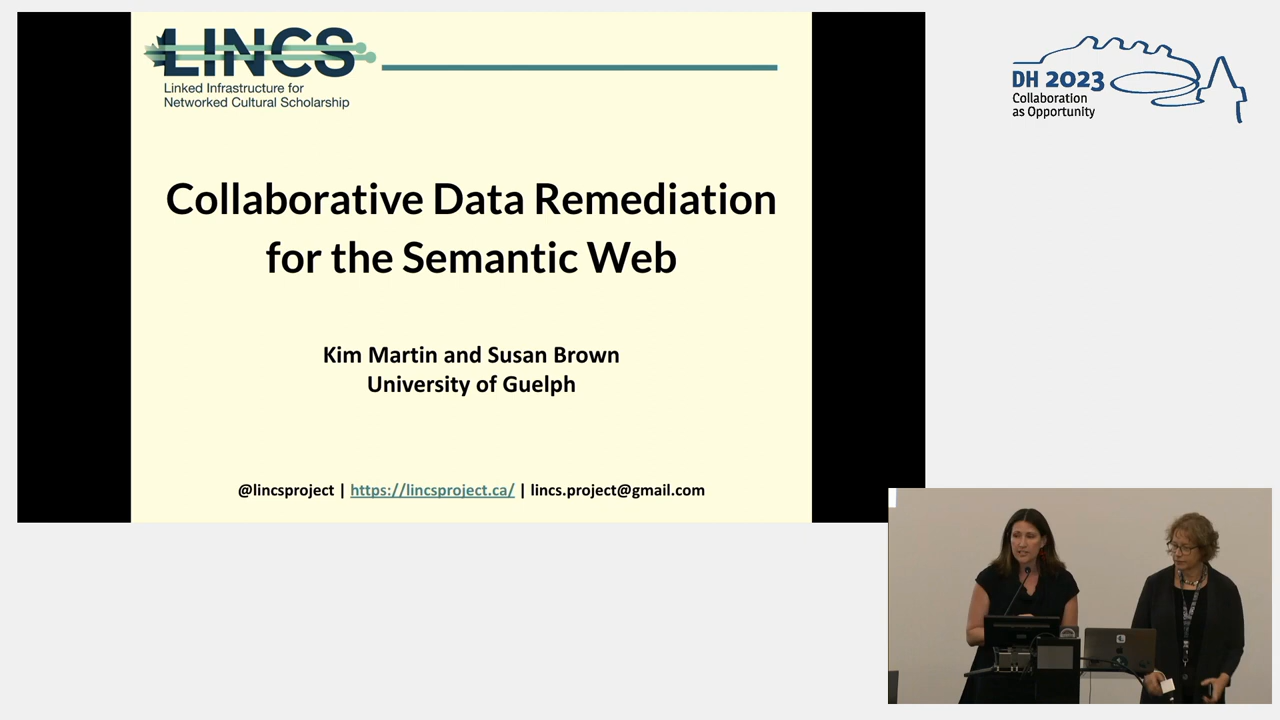 LINCS
Linked Infrastructure for
Networked Cultural Scholarship
Collaborative Data Remediation
for the Semantic Web
Kim Martin and Susan Brown
University of Guelph
@lincsproject | https://lincsproject.ca/ | lincs.project@gmail.com
DH 2023
Collaboration
as Opportunity